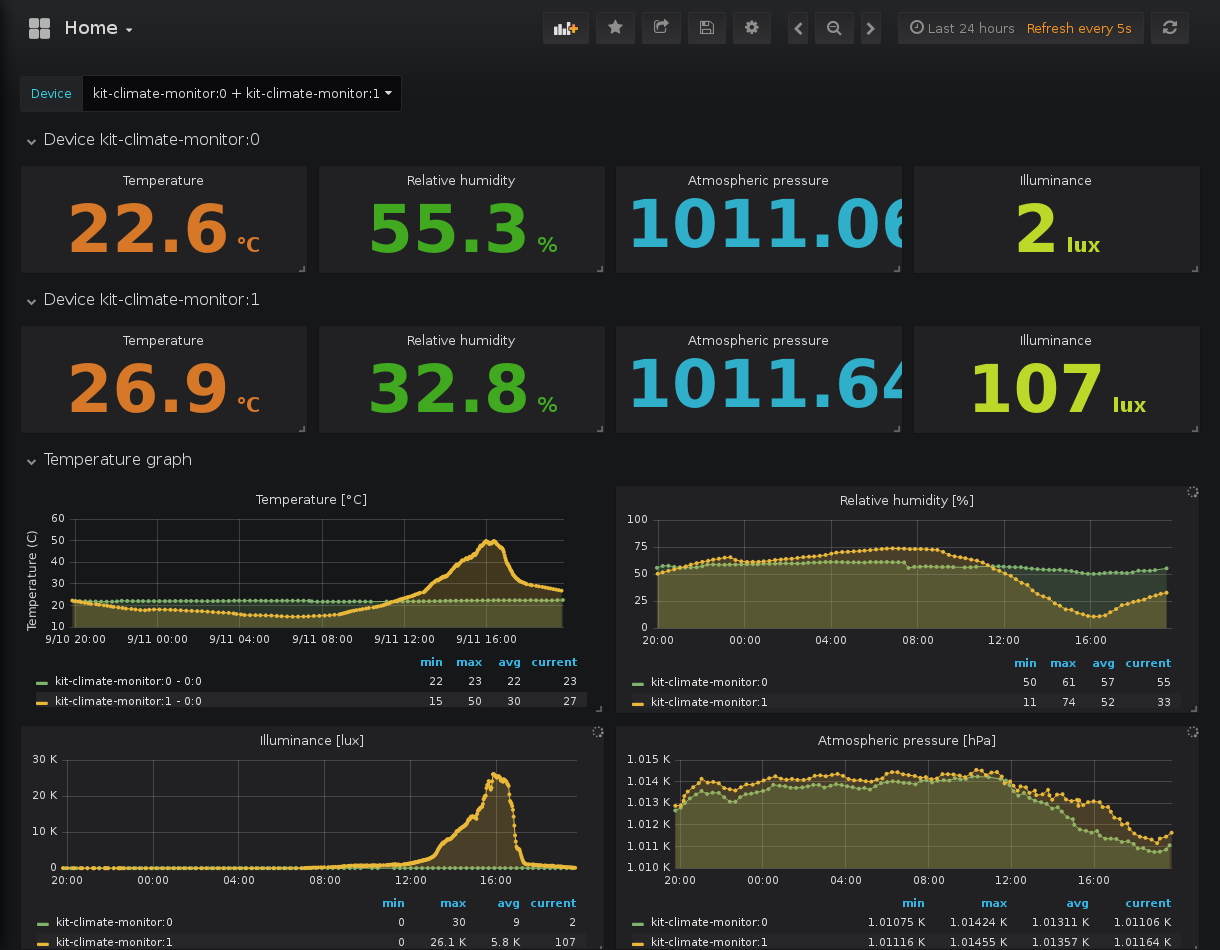 Home
Last 24 hours Refresh every 5s
Device kit-climate-monitor:0 + kit-climate-monitor:1
Device kit-climate-monitor:0
Temperature Relative humidity Atmospheric pressure Illuminance
22.6 °C 55.3 % 1011.06 2 lux
Device kit-climate-monitor:1
Temperature Relative humidity Atmospheric pressure Illuminance
26.9 °C 32.8 % 1011.64 107 lux
Temperature graph
Temperature [°C]
Temperature (C)
60
50
40
30
20
10
9/10 20:00 9/11 00:00 9/11 04:00 9/11 08:00 9/11 12:00 9/11 16:00
min max avg current
kit-climate-monitor:0 - 0:0 22 23 22 23
kit-climate-monitor:1 - 0:0 15 50 30 27
Relative humidity [%]
100
75
50
25
0
20:00 00:00 04:00 08:00 12:00 16:00
min max avg current
kit-climate-monitor:0 50 61 57 55
kit-climate-monitor:1 11 74 52 33
Illuminance [lux]
30 K
20 K
10 K
0
20:00 00:00 04:00 08:00 12:00 16:00
min max avg current
kit-climate-monitor:0 0 30 9 2
kit-climate-monitor:1 0 26.1 K 5.8 K 107
Atmospheric pressure [hPa]
1.015 K
1.014 K
1.013 K
1.012 K
1.011 K
1.010 K
20:00 00:00 04:00 08:00 12:00 16:00
min max avg current
kit-climate-monitor:0 1.01075 K 1.01424 K 1.01311 K 1.01106 K
kit-climate-monitor:1 1.01116 K 1.01455 K 1.01357 K 1.01164 K